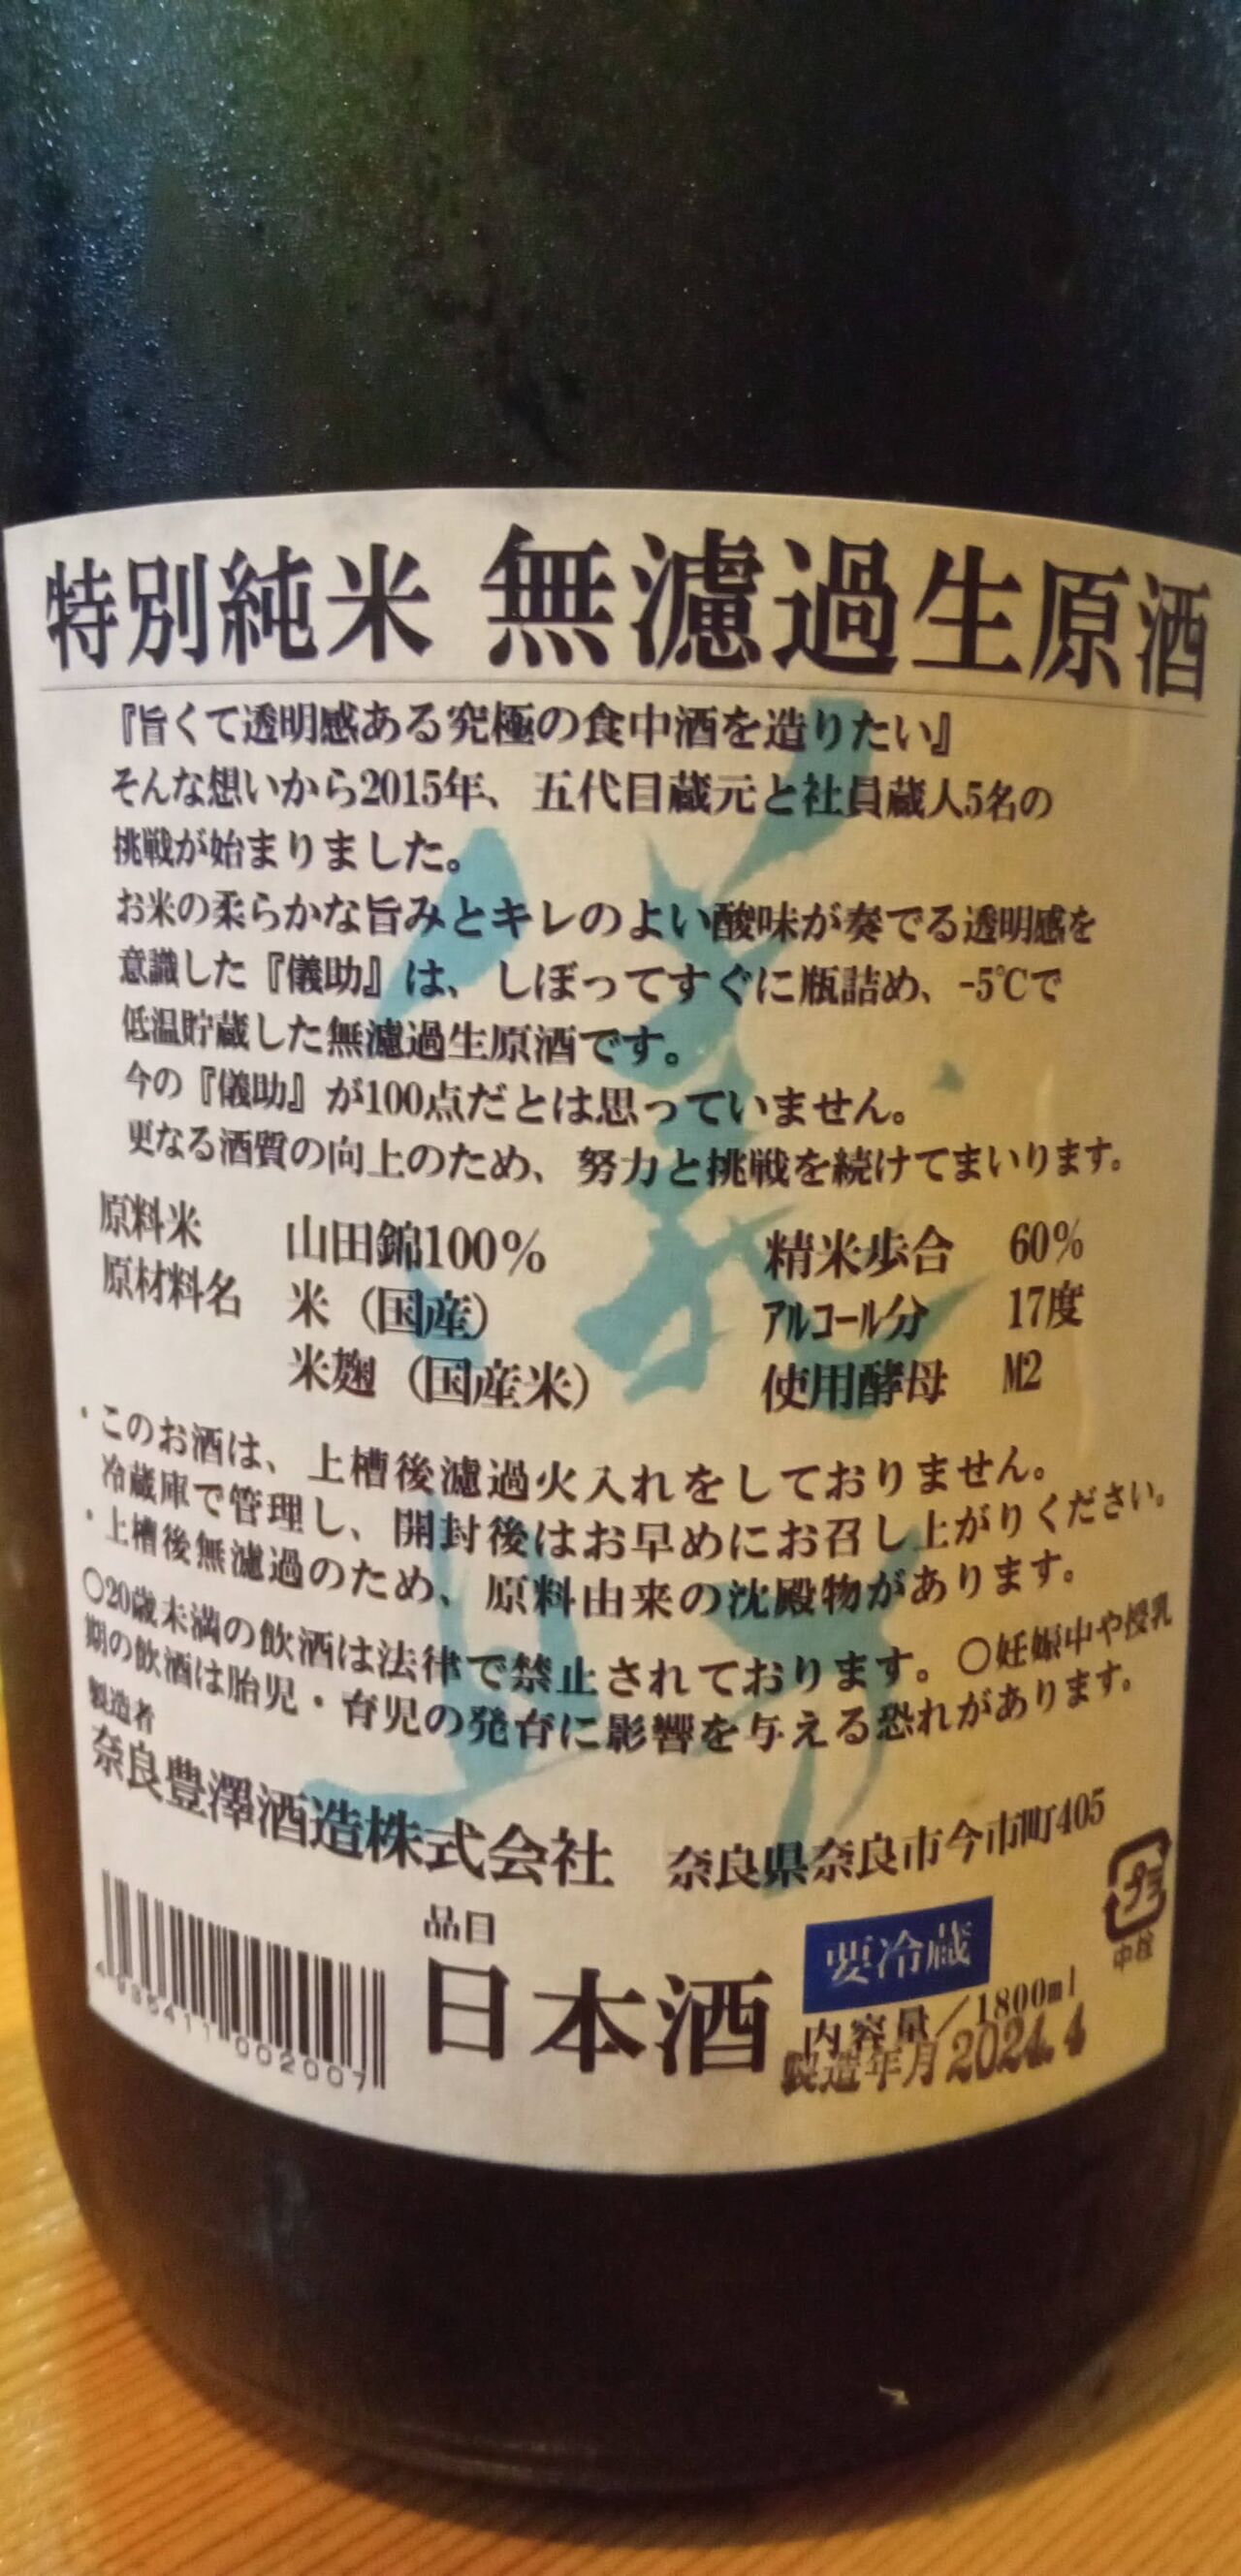 特別純米 無濾過生原酒
『旨くて透明感ある究極の食中酒を造りたい』
そんな想いから2015年、五代目蔵元と社員蔵人5名の
挑戦が始まりました。
お米の柔らかな旨みとキレのよい酸味が奏でる透明感を
意識した『儀助』は、しぼってすぐに瓶詰め、-5℃で
低温貯蔵した無濾過生原酒です。
今の『儀助』が100点だとは思っていません。
更なる酒質の向上のため、努力と挑戦を続けてまいります。
原料米 山田錦100% 精米歩合 60%
原材料名 米（国産） アルコール分 17度
米麹（国産米） 使用酵母 M2
・このお酒は、上槽後濾過火入れをしておりません。
冷蔵庫で管理し、開封後はお早めにお召し上がりください。
・上槽後無濾過のため、原料由来の沈殿物があります。
○20歳未満の飲酒は法律で禁止されております。○妊娠中や授乳
期の飲酒は胎児・育児の発育に影響を与える恐れがあります。
製造者
奈良豊澤酒造株式会社 奈良県奈良市今市町405
品目
日本酒
要冷蔵
プラ
中栓
内容量／1800ml
製造年月 2024.4